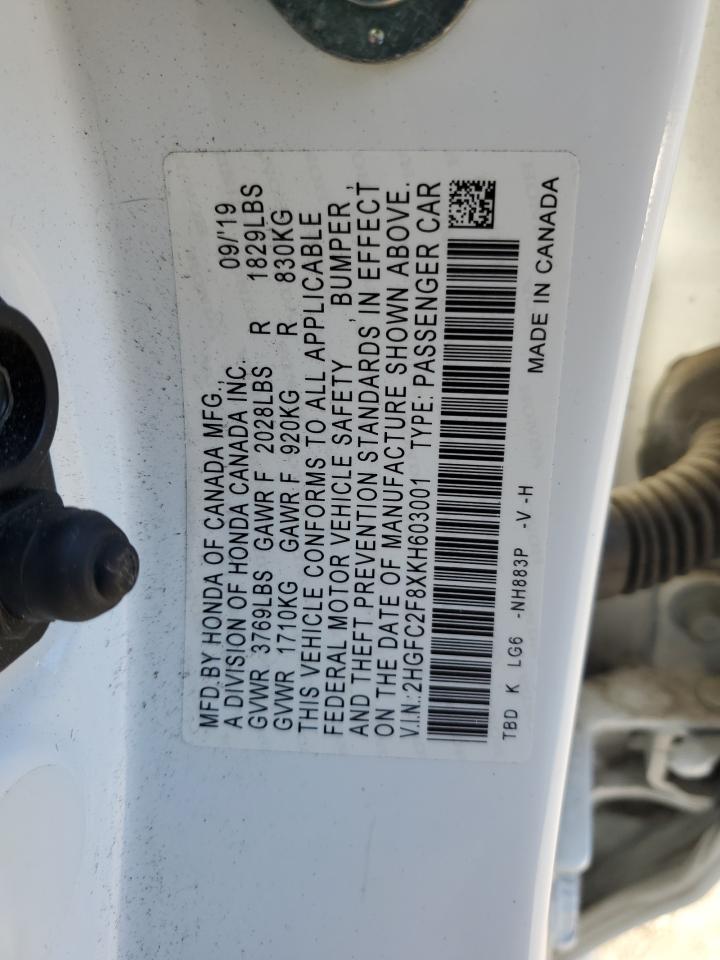 MFD.BY HONDA OF CANADA MFG., 09/'19
A DIVISION OF HONDA CANADA INC.
GVWR 3769LBS GAWR F 2028LBS R 1829LBS
GVWR 1710KG GAWR F 920KG R 830KG
THIS VEHICLE CONFORMS TO ALL APPLICABLE
FEDERAL MOTOR VEHICLE SAFETY , BUMPER ,
AND THEFT PREVENTION STANDARDS IN EFFECT
ON THE DATE OF MANUFACTURE SHOWN ABOVE.
V.I.N.:2HGFC2F8XKH603001 TYPE: PASSENGER CAR
TBD K LG6 -NH883P -V-H
MADE IN CANADA